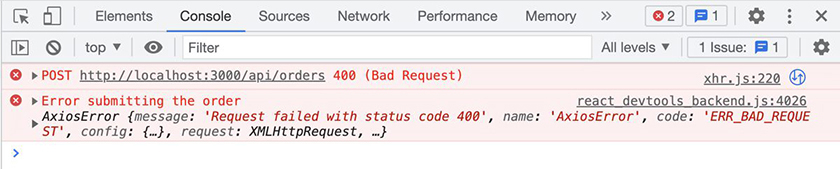 Elements Console Sources Network Performance Memory » 2 1
top ▼ Filter All levels ▼ 1 Issue: 1
▶ POST http://localhost:3000/api/orders 400 (Bad Request) xhr.js:220
▶ Error submitting the order react_devtools_backend.js:4026
▶ AxiosError {message: 'Request failed with status code 400', name: 'AxiosError', code: 'ERR_BAD_REQUE
ST', config: {…}, request: XMLHttpRequest, …}
>